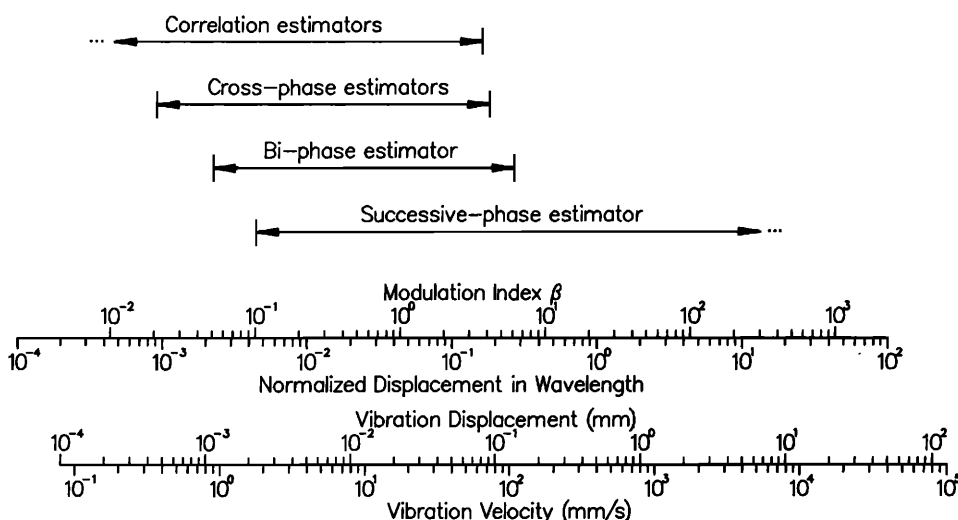 Correlation estimators
...
Cross-phase estimators
Bi-phase estimator
Successive-phase estimator
...
Modulation Index β
10⁻² 10⁻¹ 10⁰ 10¹ 10² 10³
10⁻⁴ 10⁻³ 10⁻² 10⁻¹ 10⁰ 10¹ 10²
Normalized Displacement in Wavelength
Vibration Displacement (mm)
10⁻⁴ 10⁻³ 10⁻² 10⁻¹ 10⁰ 10¹ 10²
10⁻¹ 10⁰ 10¹ 10² 10³ 10⁴ 10⁵
Vibration Velocity (mm/s)